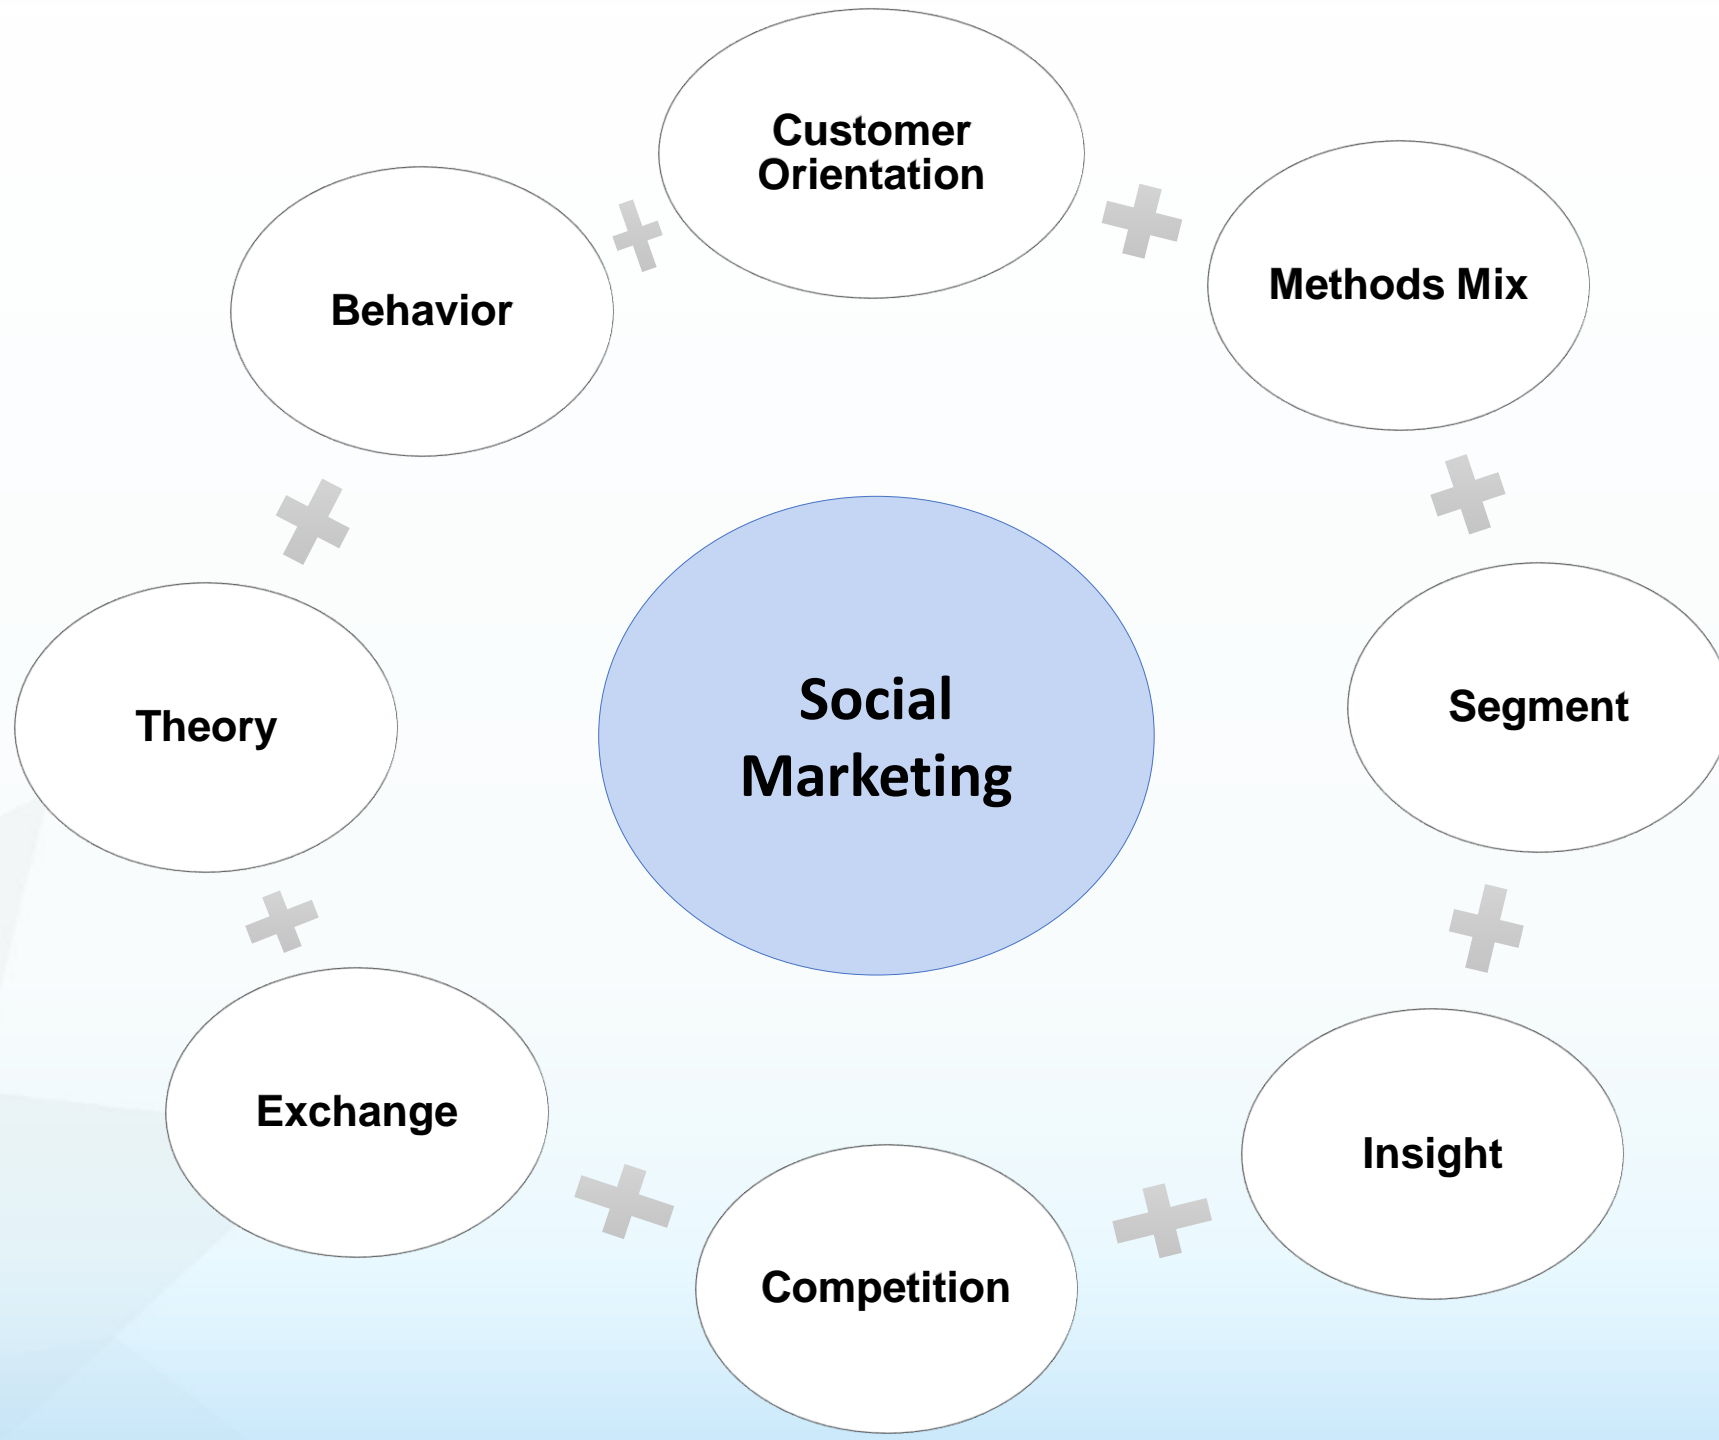 Customer
Orientation
Methods Mix
Behavior
Social
Marketing
Segment
Theory
Exchange
Insight
Competition